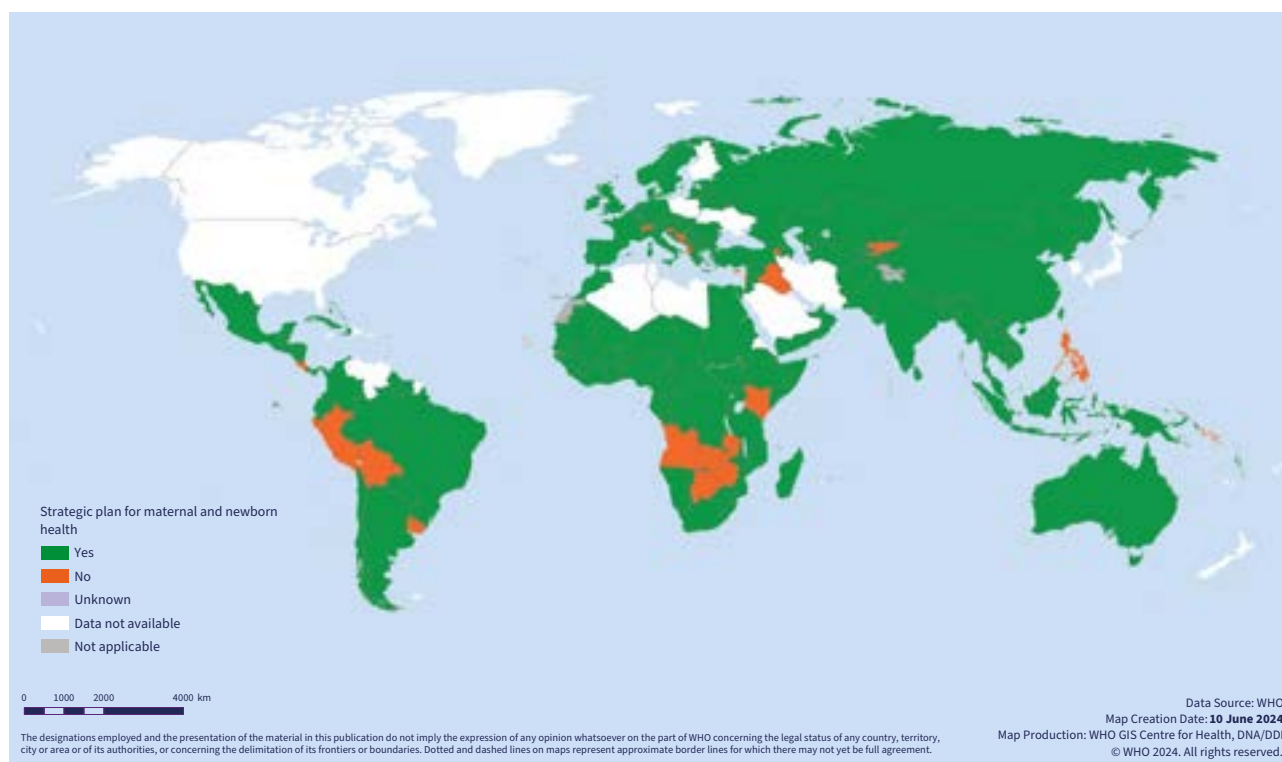 Strategic plan for maternal and newborn
health
Yes
No
Unknown
Data not available
Not applicable
0 1000 2000 4000 km
Data Source: WHO
Map Creation Date: 10 June 2024
Map Production: WHO GIS Centre for Health, DNA/DDI
© WHO 2024. All rights reserved.
The designations employed and the presentation of the material in this publication do not imply the expression of any opinion whatsoever on the part of WHO concerning the legal status of any country, territory,
city or area or of its authorities, or concerning the delimitation of its frontiers or boundaries. Dotted and dashed lines on maps represent approximate border lines for which there may not yet be full agreement.